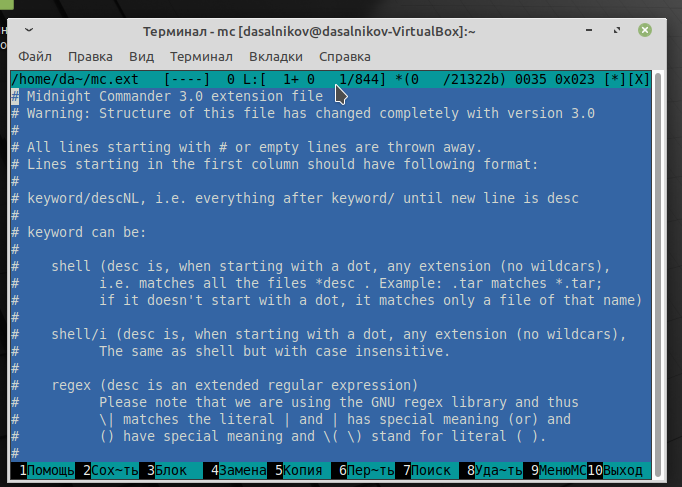 Терминал - mc [dasalnikov@dasalnikov-VirtualBox]:~
Файл Правка Вид Терминал Вкладки Справка
/home/da~/mc.ext [----] 0 L:[ 1+ 0 1/844] *(0 /21322b) 0035 0x023 [*][X]
# Midnight Commander 3.0 extension file
# Warning: Structure of this file has changed completely with version 3.0
#
# All lines starting with # or empty lines are thrown away.
# Lines starting in the first column should have following format:
#
# keyword/descNL, i.e. everything after keyword/ until new line is desc
#
# keyword can be:
#
# shell (desc is, when starting with a dot, any extension (no wildcars),
# i.e. matches all the files *desc . Example: .tar matches *.tar;
# if it doesn't start with a dot, it matches only a file of that name)
#
# shell/i (desc is, when starting with a dot, any extension (no wildcars),
# The same as shell but with case insensitive.
#
# regex (desc is an extended regular expression)
# Please note that we are using the GNU regex library and thus
# \| matches the literal | and | has special meaning (or) and
# () have special meaning and \( \) stand for literal ( ).
#
1Помощь 2Сох~ть 3Блок 4Замена 5Копия 6Пер~ть 7Поиск 8Уда~ть 9МенюMC 10Выход